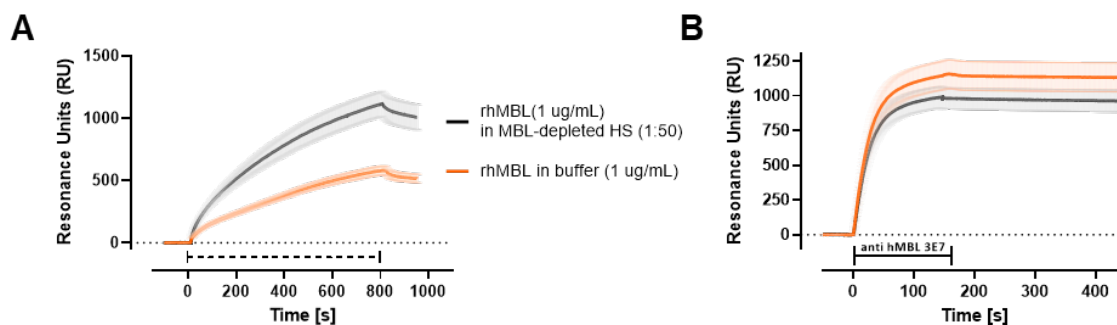 A
Resonance Units (RU)
1500
1000
500
0
0 200 400 600 800 1000
Time [s]
rhMBL(1 ug/mL)
in MBL-depleted HS (1:50)
rhMBL in buffer (1 ug/mL)
B
Resonance Units (RU)
1250
1000
750
500
250
0
anti hMBL 3E7
0 100 200 300 400
Time [s]